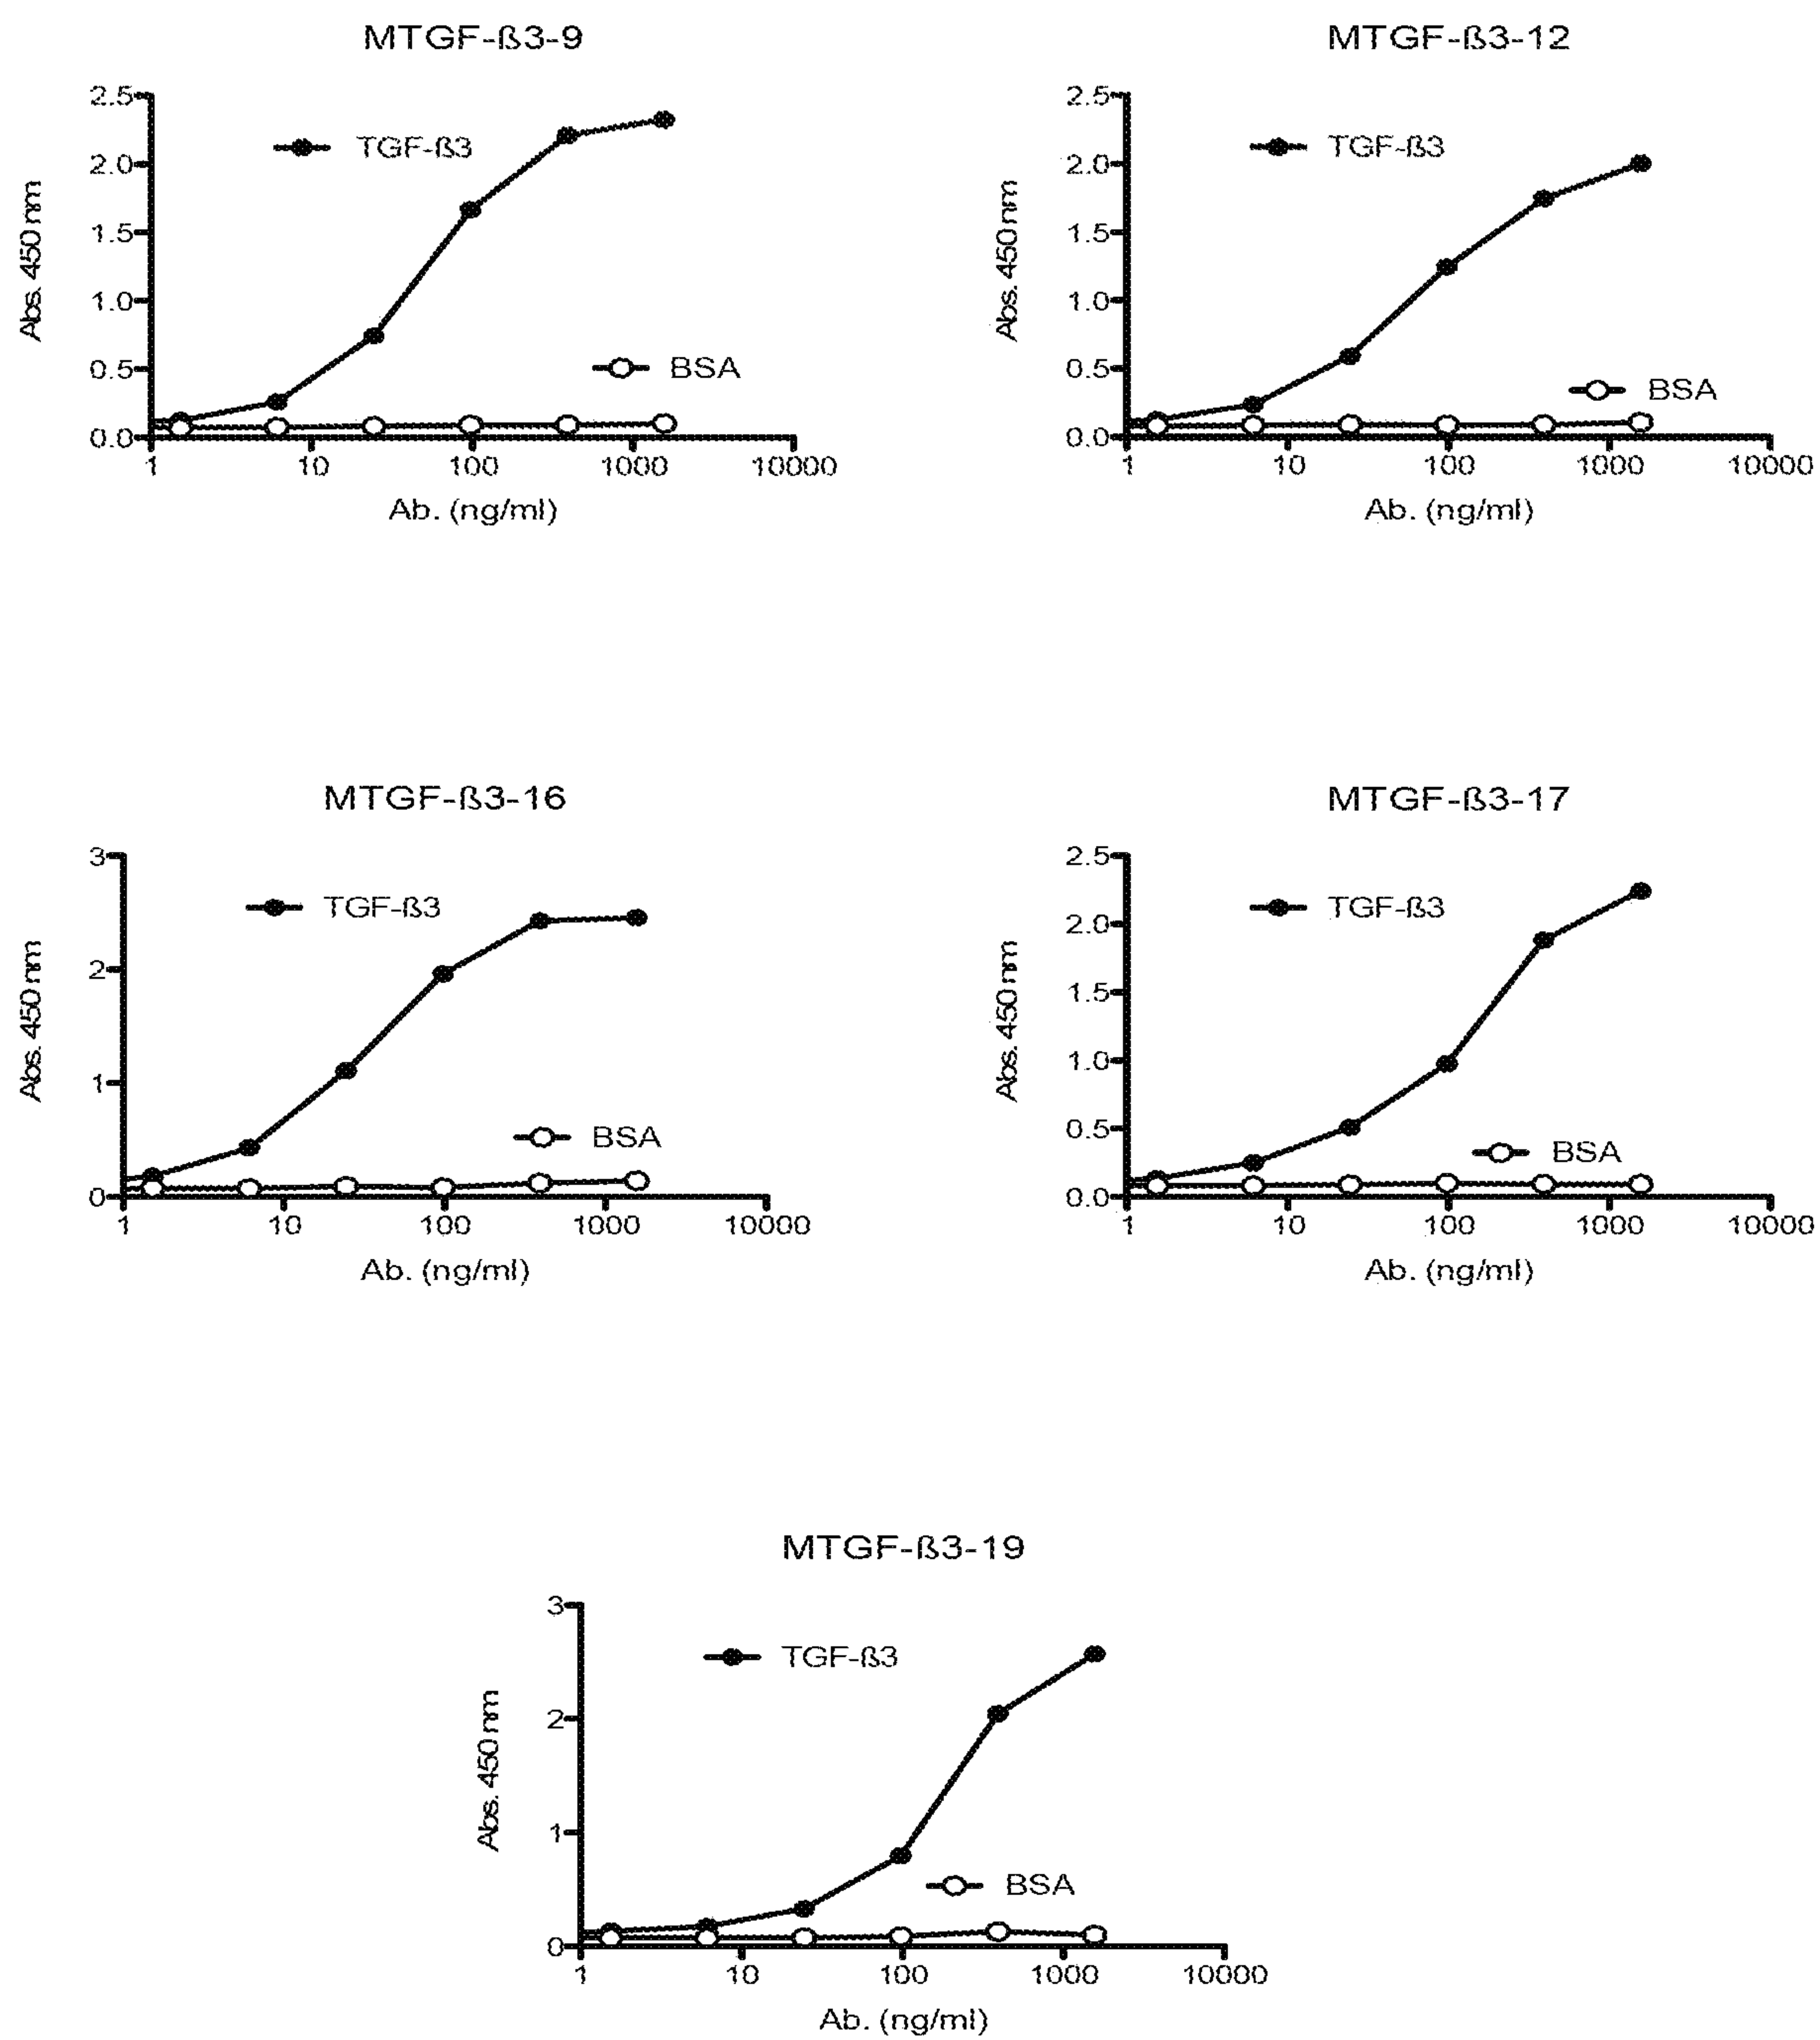 MTGF-ß3-9
2.5
TGF-ß3
2.0
Abs. 450 nm
1.5
1.0
BSA
0.5
0.0
1 10 100 1000 10000
Ab. (ng/ml)
MTGF-ß3-12
2.5
TGF-ß3
2.0
Abs. 450 nm
1.5
1.0
0.5
BSA
0.0
1 10 100 1000 10000
Ab. (ng/ml)
MTGF-ß3-16
3
TGF-ß3
2
Abs. 450 nm
1
BSA
0
1 10 100 1000 10000
Ab. (ng/ml)
MTGF-ß3-17
2.5
TGF-ß3
2.0
Abs. 450 nm
1.5
1.0
0.5
BSA
0.0
1 10 100 1000 10000
Ab. (ng/ml)
MTGF-ß3-19
3
TGF-ß3
2
Abs. 450 nm
1
BSA
0
1 10 100 1000 10000
Ab. (ng/ml)